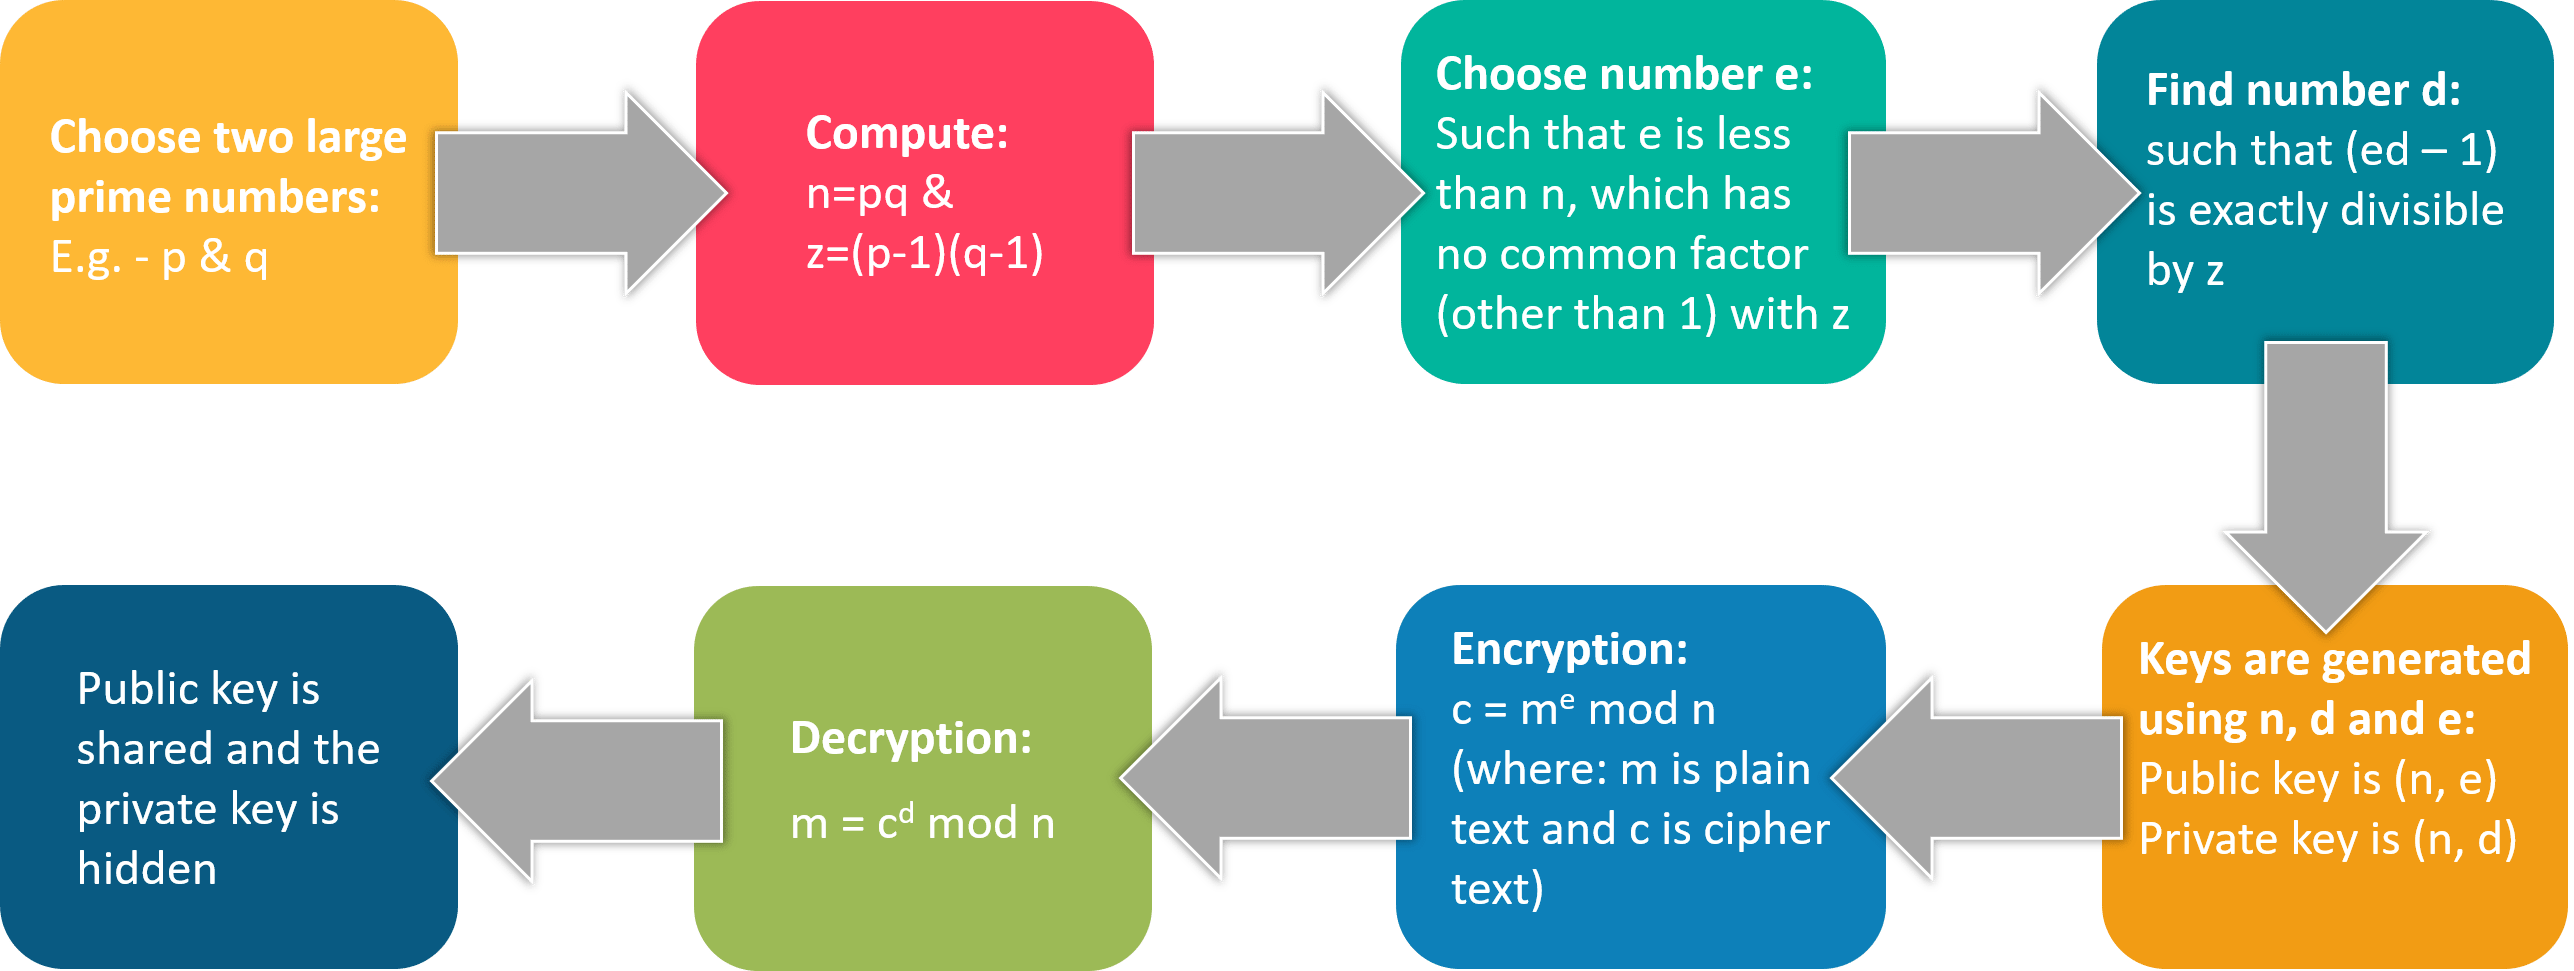 Choose two large
prime numbers:
E.g. - p & q
Compute:
n=pq &
z=(p-1)(q-1)
Choose number e:
Such that e is less
than n, which has
no common factor
(other than 1) with z
Find number d:
such that (ed – 1)
is exactly divisible
by z
Keys are generated
using n, d and e:
Public key is (n, e)
Private key is (n, d)
Encryption:
c = mᵉ mod n
(where: m is plain
text and c is cipher
text)
Decryption:
m = cᵈ mod n
Public key is
shared and the
private key is
hidden